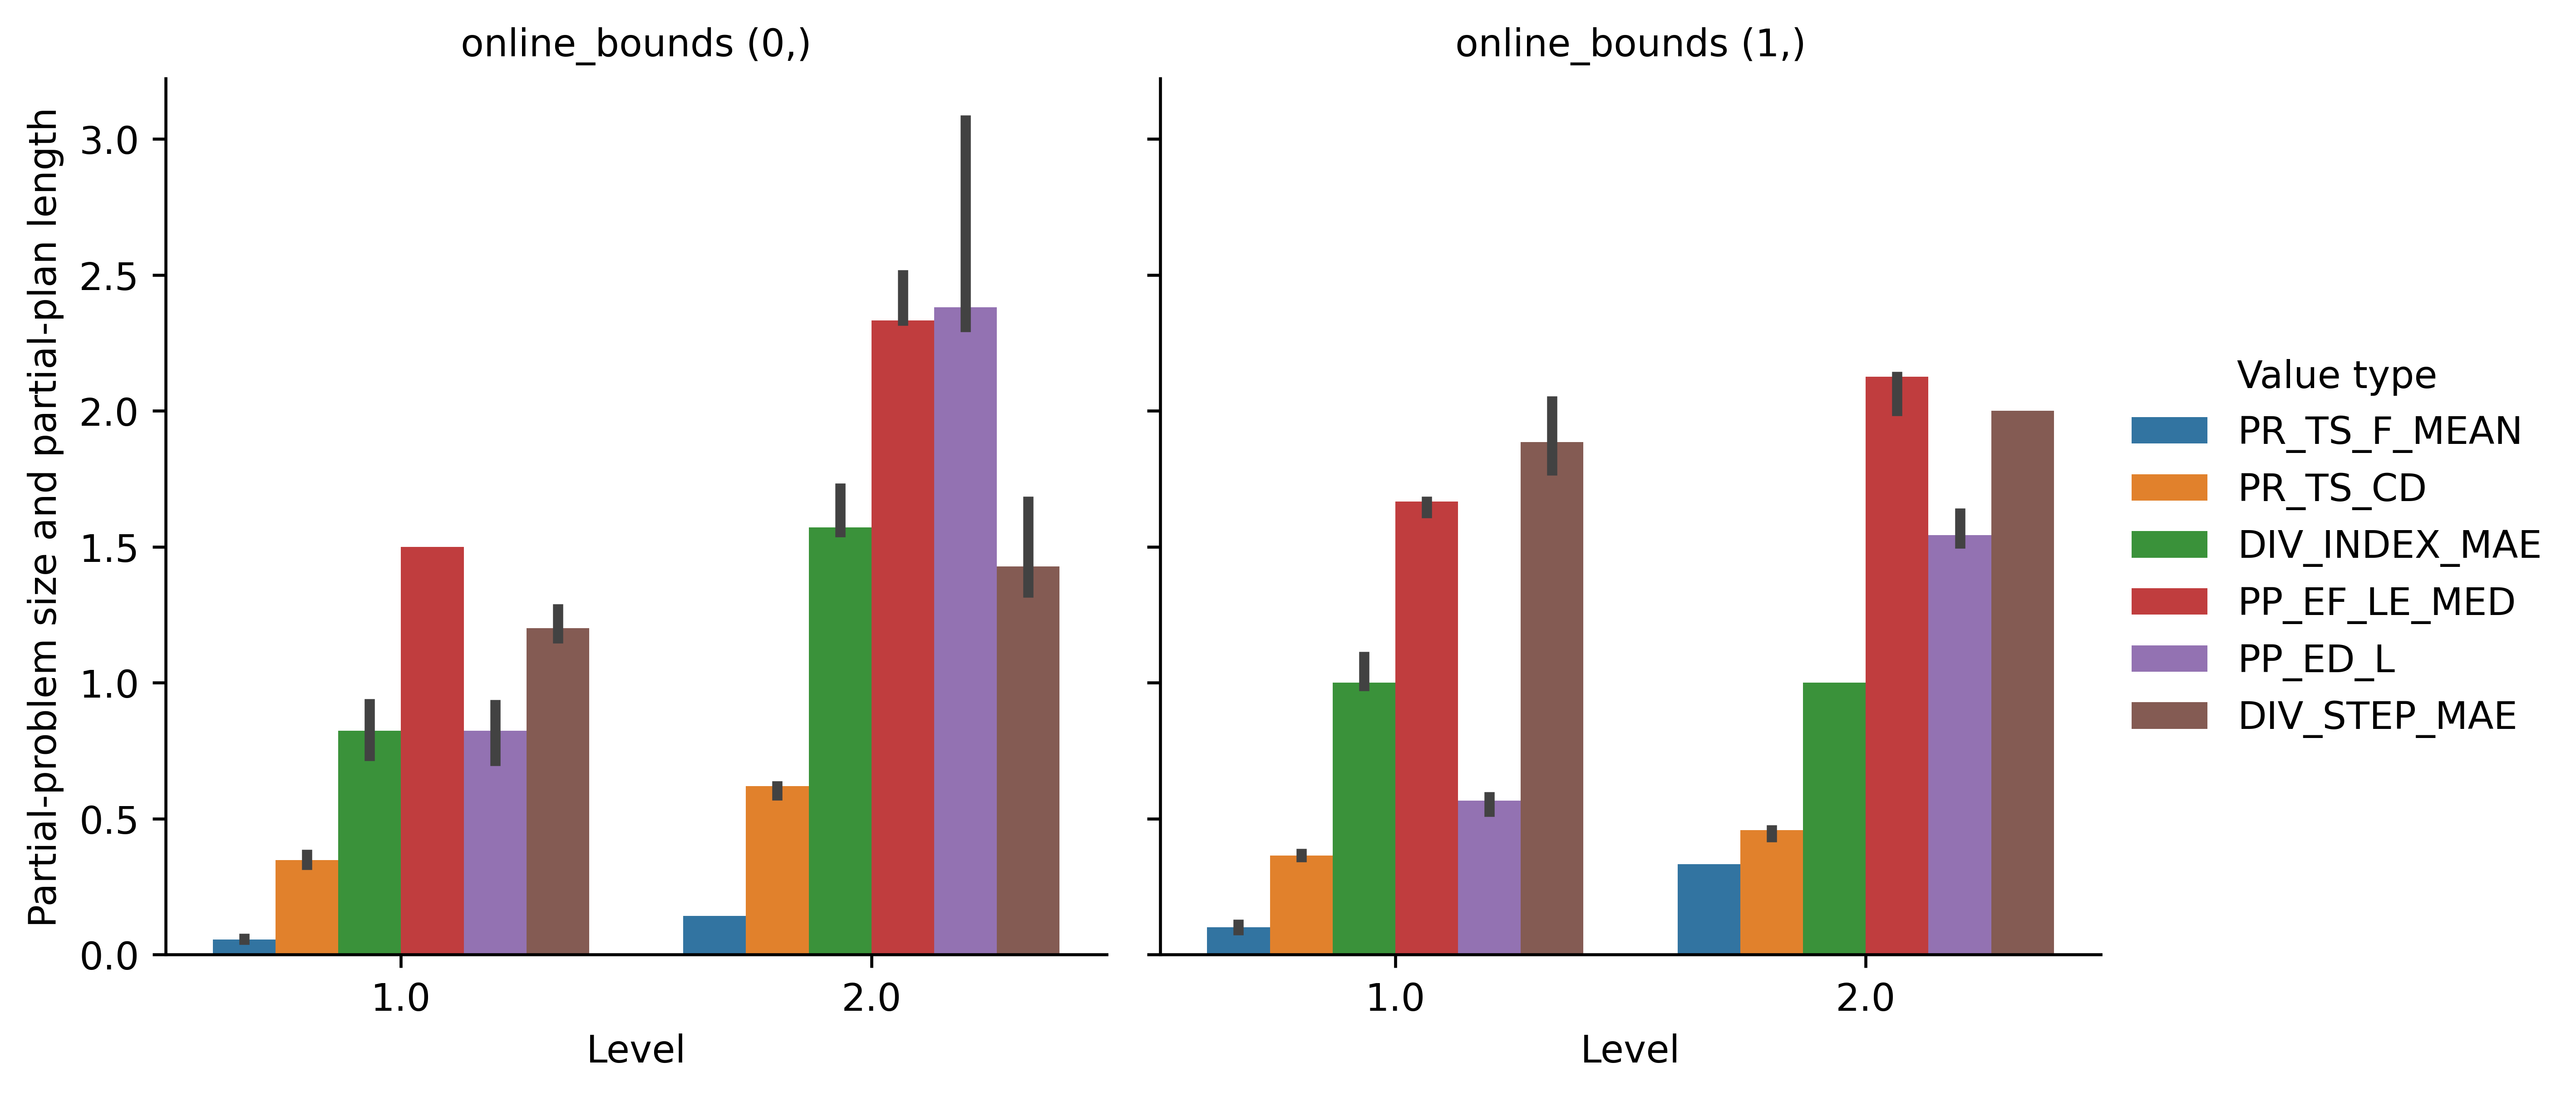 online_bounds (0,)
online_bounds (1,)
Partial-problem size and partial-plan length
3.0
2.5
2.0
1.5
1.0
0.5
0.0
1.0
2.0
1.0
2.0
Level
Level
Value type
PR_TS_F_MEAN
PR_TS_CD
DIV_INDEX_MAE
PP_EF_LE_MED
PP_ED_L
DIV_STEP_MAE